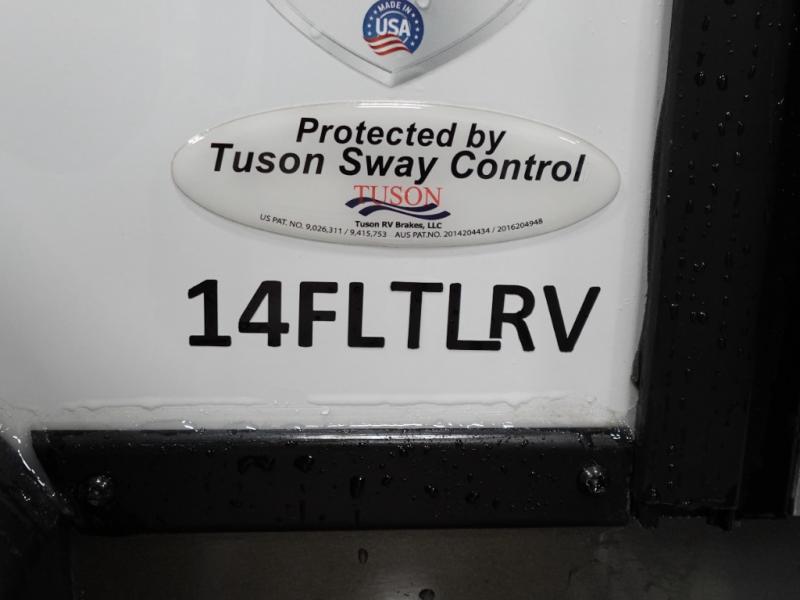 MADE IN
USA
Protected by
Tuson Sway Control
TUSON
Tuson RV Brakes, LLC
US PAT. NO. 9,026,311 / 9,415,753 AUS PAT.NO. 2014204434 / 2016204948
14FLTLRV